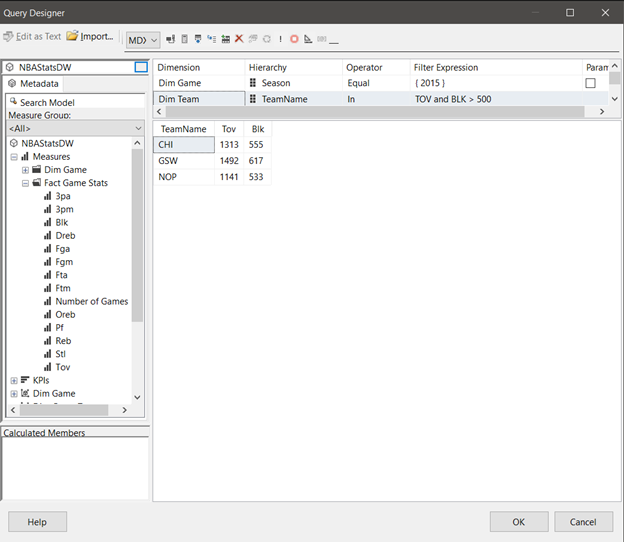 Query Designer
Edit as Text Import... MDX
NBAStatsDW
Metadata
Search Model
Measure Group:
<All>
NBAStatsDW
Measures
Dim Game
Fact Game Stats
3pa
3pm
Blk
Dreb
Fga
Fgm
Fta
Ftm
Number of Games
Oreb
Pf
Reb
Stl
Tov
KPIs
Dim Game
Calculated Members
Dimension Hierarchy Operator Filter Expression Param
Dim Game Season Equal { 2015 }
Dim Team TeamName In TOV and BLK > 500
TeamName Tov Blk
CHI 1313 555
GSW 1492 617
NOP 1141 533
Help OK Cancel